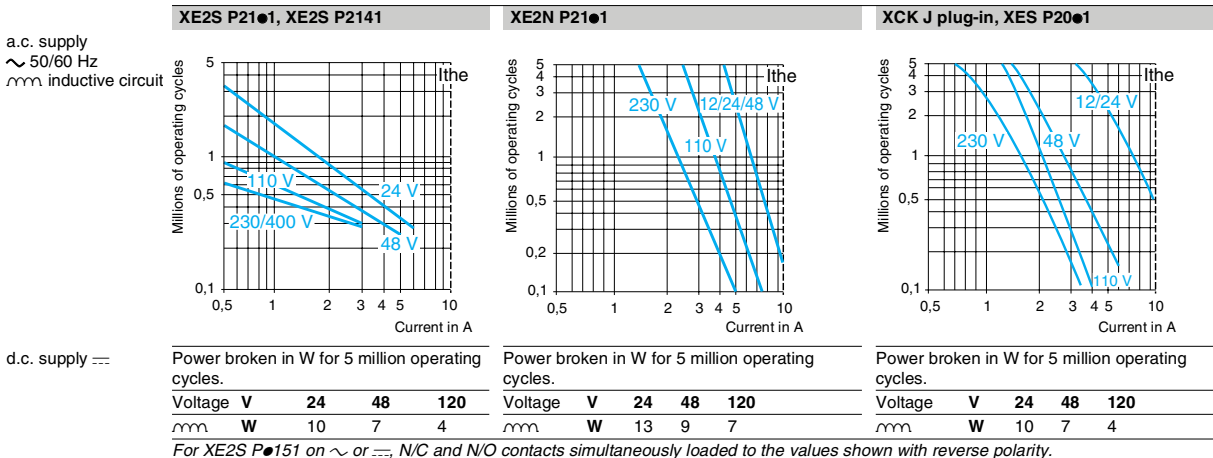 XE2S P21●1, XE2S P2141
XE2N P21●1
XCK J plug-in, XES P20●1
a.c. supply
∼ 50/60 Hz
inductive circuit
Millions of operating cycles
5
1
0,5
0,1
Ithe
110 V
230/400 V
24 V
48 V
0,5 1 2 3 4 5 10
Current in A
Millions of operating cycles
5
4
3
2
1
0,5
0,2
0,1
Ithe
230 V
12/24/48 V
110 V
0,5 1 2 3 4 5 10
Current in A
Millions of operating cycles
5
4
3
2
1
0,5
0,1
Ithe
12/24 V
230 V
48 V
110 V
0,5 1 2 3 4 5 10
Current in A
d.c. supply
Power broken in W for 5 million operating
cycles.
Voltage V 24 48 120
W 10 7 4
Power broken in W for 5 million operating
cycles.
Voltage V 24 48 120
W 13 9 7
Power broken in W for 5 million operating
cycles.
Voltage V 24 48 120
W 10 7 4
For XE2S P●151 on ∼ or ⎓, N/C and N/O contacts simultaneously loaded to the values shown with reverse polarity.